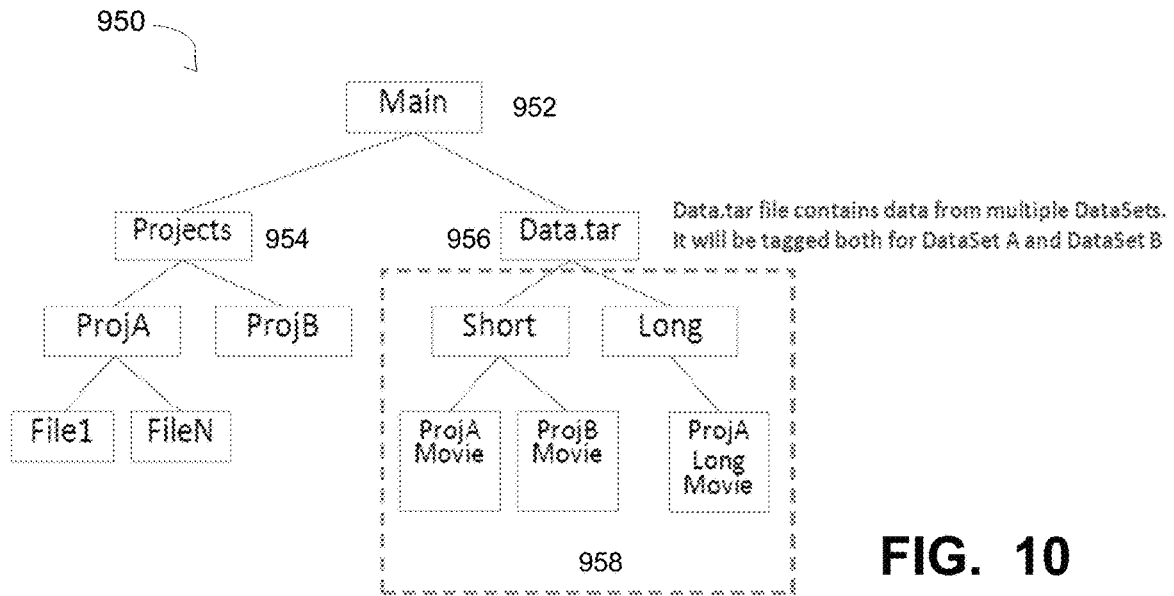 950
Main
952
Projects
954
956
Data.tar
Data.tar file contains data from multiple DataSets.
It will be tagged both for DataSet A and DataSet B
ProjA
ProjB
Short
Long
File1
FileN
ProjA
Movie
ProjB
Movie
ProjA
Long
Movie
958
FIG. 10